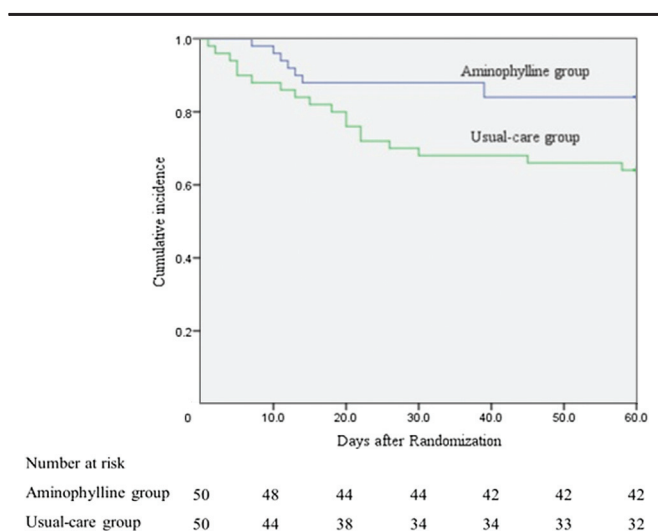 1.0
0.8
0.6
0.4
0.2
Cumulative incidence
Aminophylline group
Usual-care group
0 10.0 20.0 30.0 40.0 50.0 60.0
Days after Randomization
Number at risk
Aminophylline group 50 48 44 44 42 42 42
Usual-care group 50 44 38 34 34 33 32